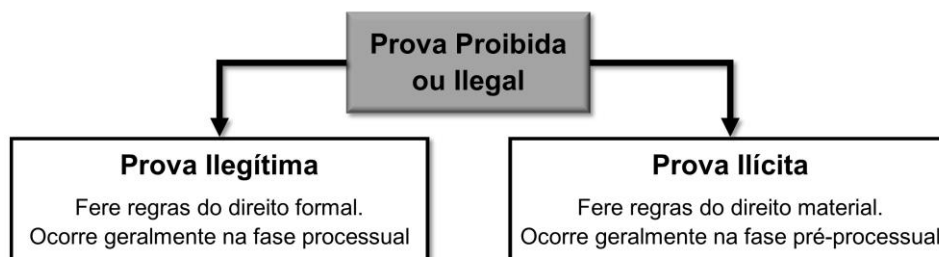 Prova Proibida
ou Ilegal
Prova Ilegítima
Fere regras do direito formal.
Ocorre geralmente na fase processual
Prova Ilícita
Fere regras do direito material.
Ocorre geralmente na fase pré-processual